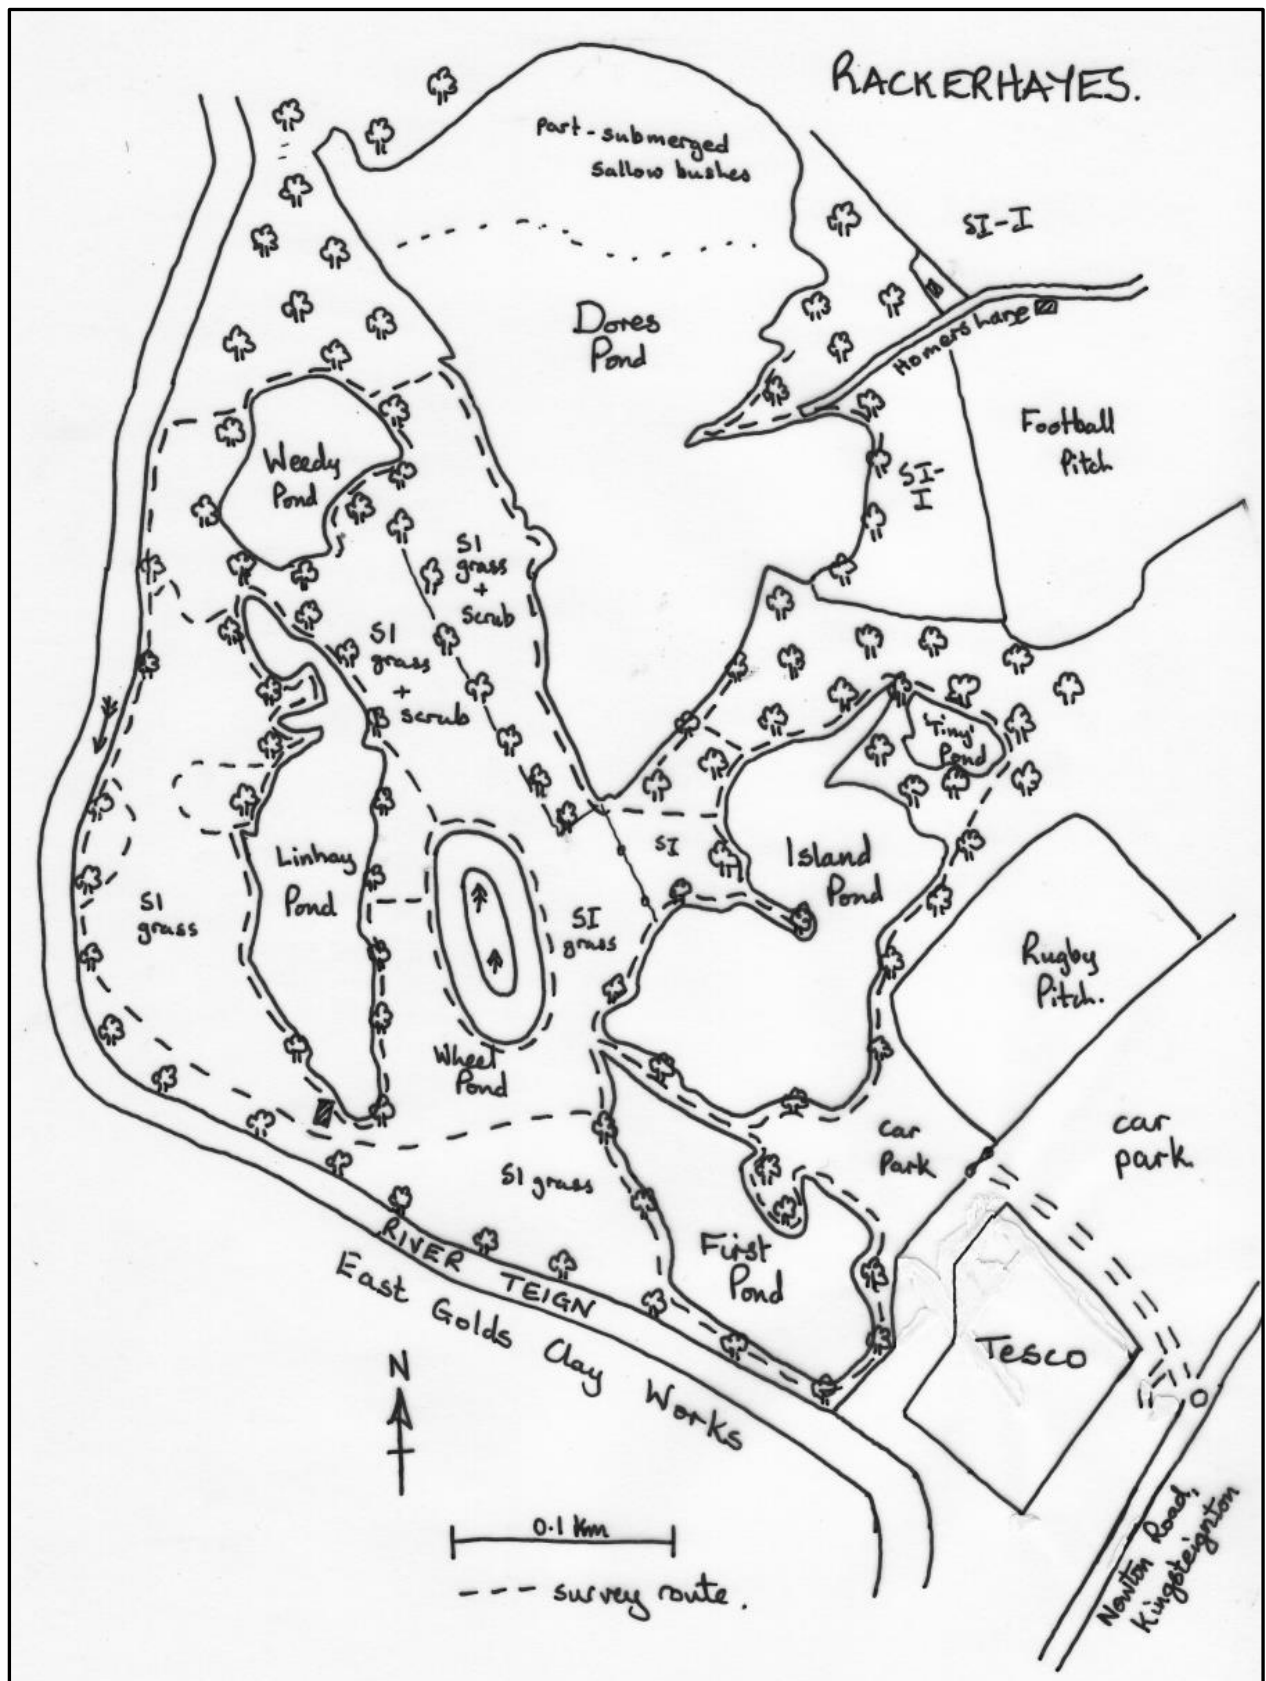 RACKERHAYES.
part-submerged
sallow bushes
SI-I
Dores
Pond
Homers Lane
Football
Pitch
Weedy
Pond
SI-
I
SI
grass
+
scrub
SI
grass
+
scrub
Tiny
Pond
SI
Island
Pond
Linhay
Pond
SI
grass
SI
grass
Rugby
Pitch.
Wheel
Pond
car
Park
car
park.
SI grass
First
Pond
RIVER TEIGN
East Golds Clay Works
Tesco
N
0.1 Km
--- survey route.
Newton Road,
Kingsteignton